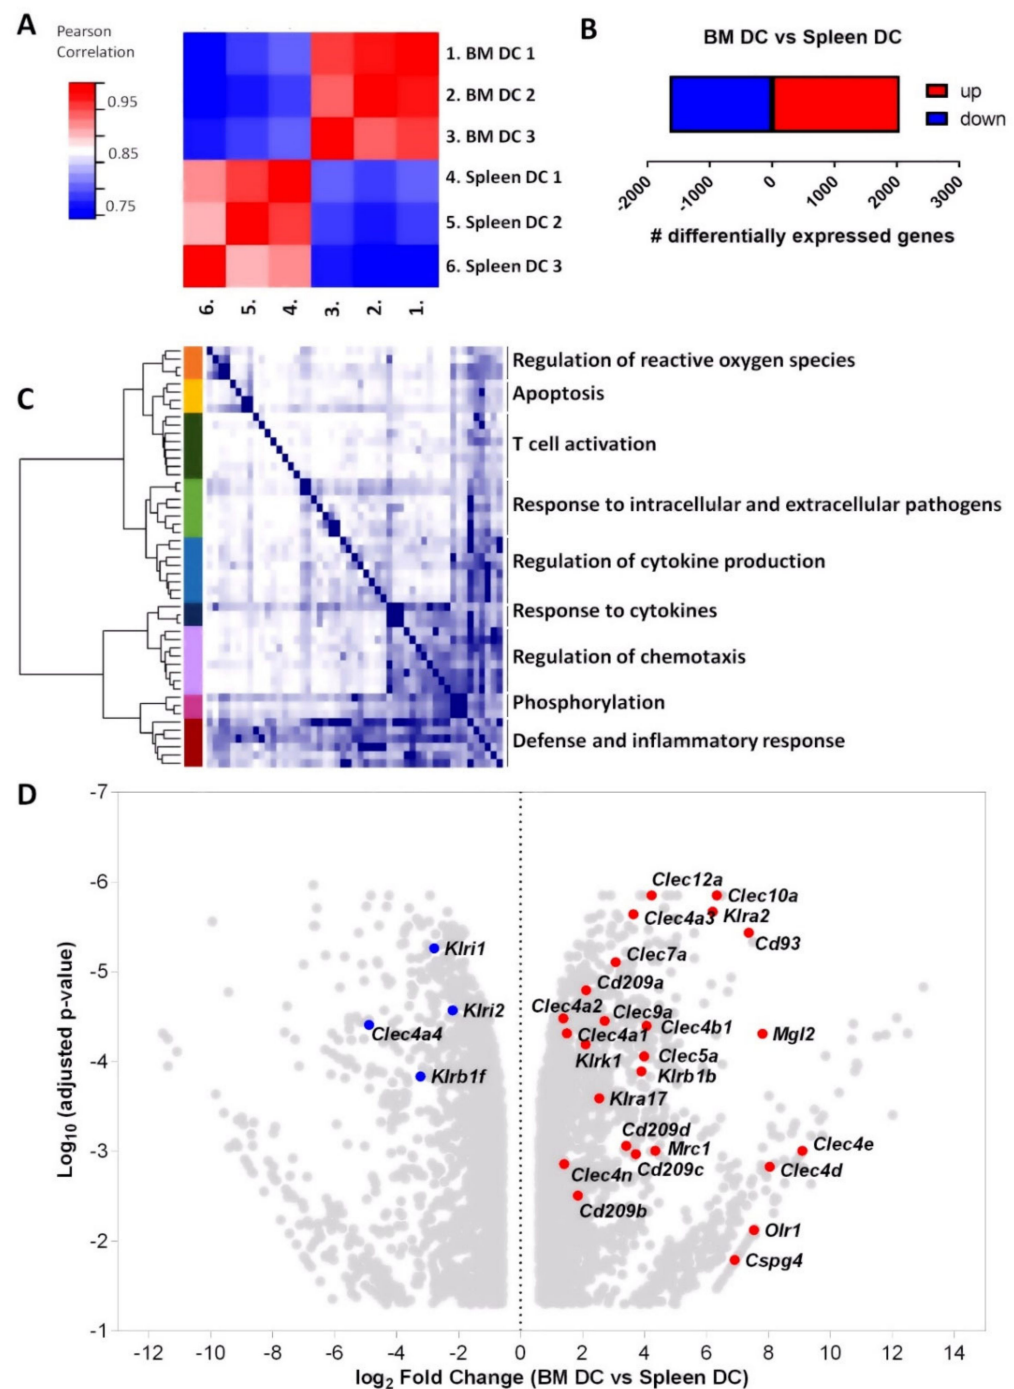 A
Pearson
Correlation
0.95
0.85
0.75
1. BM DC 1
2. BM DC 2
3. BM DC 3
4. Spleen DC 1
5. Spleen DC 2
6. Spleen DC 3
6. 5. 4. 3. 2. 1.
B
BM DC vs Spleen DC
up
down
-2000 -1000 0 1000 2000 3000
# differentially expressed genes
C
Regulation of reactive oxygen species
Apoptosis
T cell activation
Response to intracellular and extracellular pathogens
Regulation of cytokine production
Response to cytokines
Regulation of chemotaxis
Phosphorylation
Defense and inflammatory response
D
Log10 (adjusted p-value)
-7
-6
-5
-4
-3
-2
-1
Klri1
Klri2
Clec4a4
Klrb1f
Clec12a
Clec10a
Clec4a3
Klra2
Cd93
Clec7a
Cd209a
Clec4a2
Clec9a
Clec4a1
Clec4b1
Mgl2
Klrk1
Clec5a
Klrb1b
Klra17
Cd209d
Mrc1
Clec4e
Cd209c
Clec4d
Clec4n
Cd209b
Olr1
Cspg4
-12 -10 -8 -6 -4 -2 0 2 4 6 8 10 12 14
log2 Fold Change (BM DC vs Spleen DC)